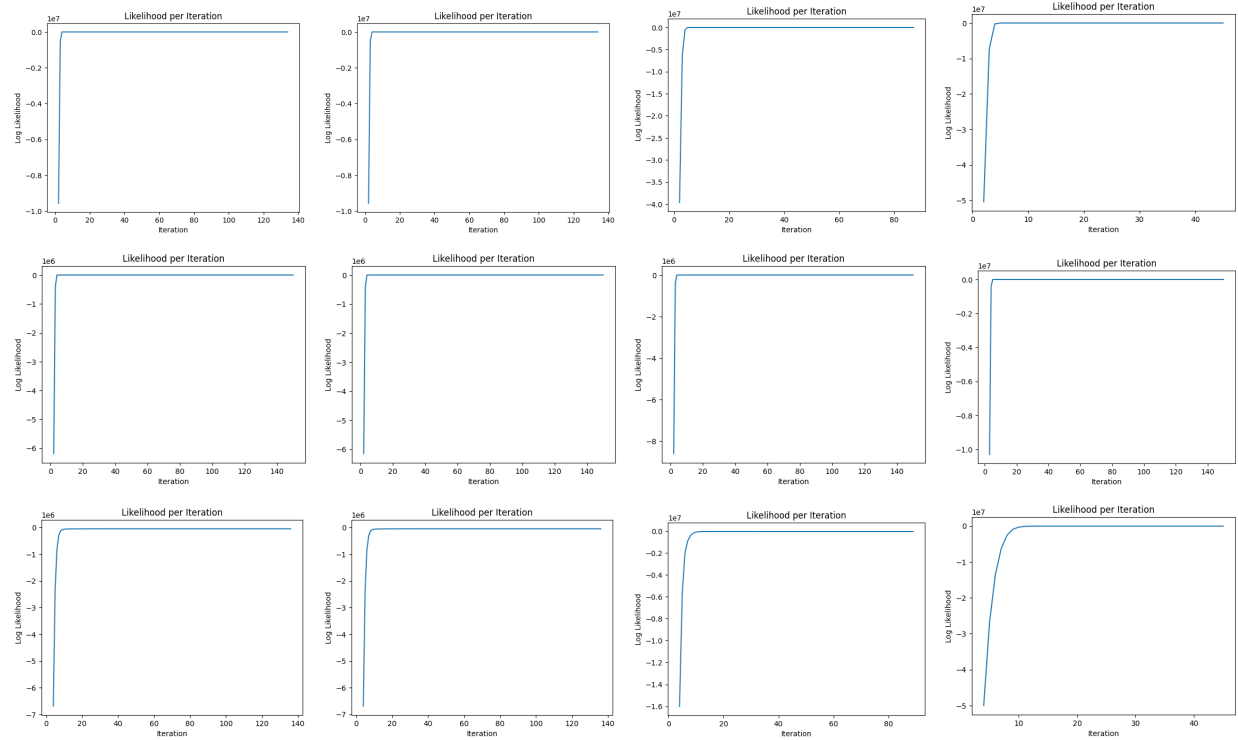 Likelihood per Iteration
1e7
0.0
−0.2
−0.4
−0.6
−0.8
−1.0
Log Likelihood
0 20 40 60 80 100 120 140
Iteration
Likelihood per Iteration
1e7
0.0
−0.2
−0.4
−0.6
−0.8
−1.0
Log Likelihood
0 20 40 60 80 100 120 140
Iteration
Likelihood per Iteration
1e7
0.0
−0.5
−1.0
−1.5
−2.0
−2.5
−3.0
−3.5
−4.0
Log Likelihood
0 20 40 60 80
Iteration
Likelihood per Iteration
1e7
0
−1
−2
−3
−4
−5
Log Likelihood
0 10 20 30 40
Iteration
Likelihood per Iteration
1e6
0
−1
−2
−3
−4
−5
−6
Log Likelihood
0 20 40 60 80 100 120 140
Iteration
Likelihood per Iteration
1e6
0
−1
−2
−3
−4
−5
−6
Log Likelihood
0 20 40 60 80 100 120 140
Iteration
Likelihood per Iteration
1e6
0
−2
−4
−6
−8
Log Likelihood
0 20 40 60 80 100 120 140
Iteration
Likelihood per Iteration
1e7
0.0
−0.2
−0.4
−0.6
−0.8
−1.0
Log Likelihood
0 20 40 60 80 100 120 140
Iteration
Likelihood per Iteration
1e6
0
−1
−2
−3
−4
−5
−6
−7
Log Likelihood
0 20 40 60 80 100 120 140
Iteration
Likelihood per Iteration
1e6
0
−1
−2
−3
−4
−5
−6
−7
Log Likelihood
0 20 40 60 80 100 120 140
Iteration
Likelihood per Iteration
1e7
0.0
−0.2
−0.4
−0.6
−0.8
−1.0
−1.2
−1.4
−1.6
Log Likelihood
0 20 40 60 80
Iteration
Likelihood per Iteration
1e7
0
−1
−2
−3
−4
−5
Log Likelihood
10 20 30 40
Iteration